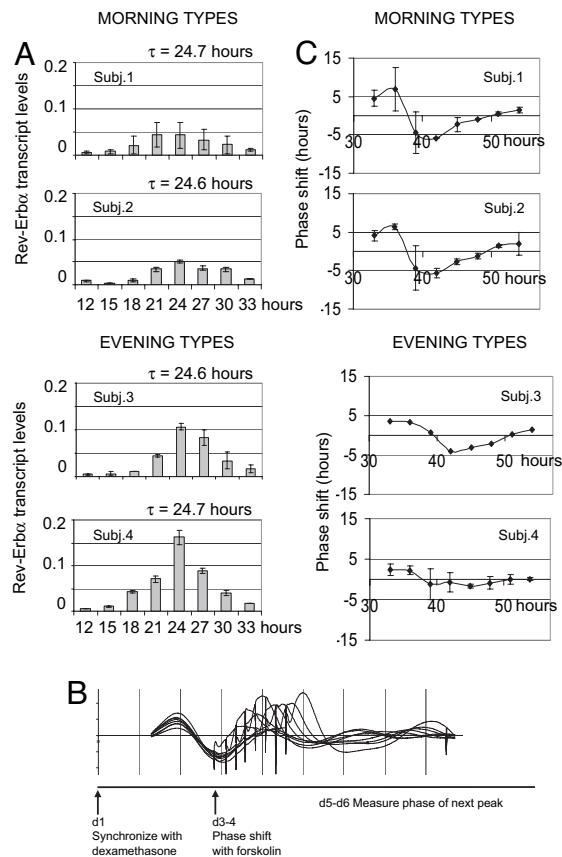 MORNING TYPES
A
τ = 24.7 hours
Rev-Erbα transcript levels
0.2
0.1
0
Subj.1
τ = 24.6 hours
0.2
0.1
0
Subj.2
12 15 18 21 24 27 30 33 hours
EVENING TYPES
τ = 24.6 hours
Rev-Erbα transcript levels
0.2
0.1
0
Subj.3
τ = 24.7 hours
0.2
0.1
0
Subj.4
12 15 18 21 24 27 30 33 hours
MORNING TYPES
C
Phase shift (hours)
15
5
-5
-15
Subj.1
30 40 50 hours
15
5
-5
-15
Subj.2
30 40 50 hours
EVENING TYPES
Phase shift (hours)
15
5
-5
-15
Subj.3
30 40 50 hours
15
5
-5
-15
Subj.4
30 40 50 hours
B
d1
Synchronize with
dexamethasone
d3-4
Phase shift
with forskolin
d5-d6 Measure phase of next peak